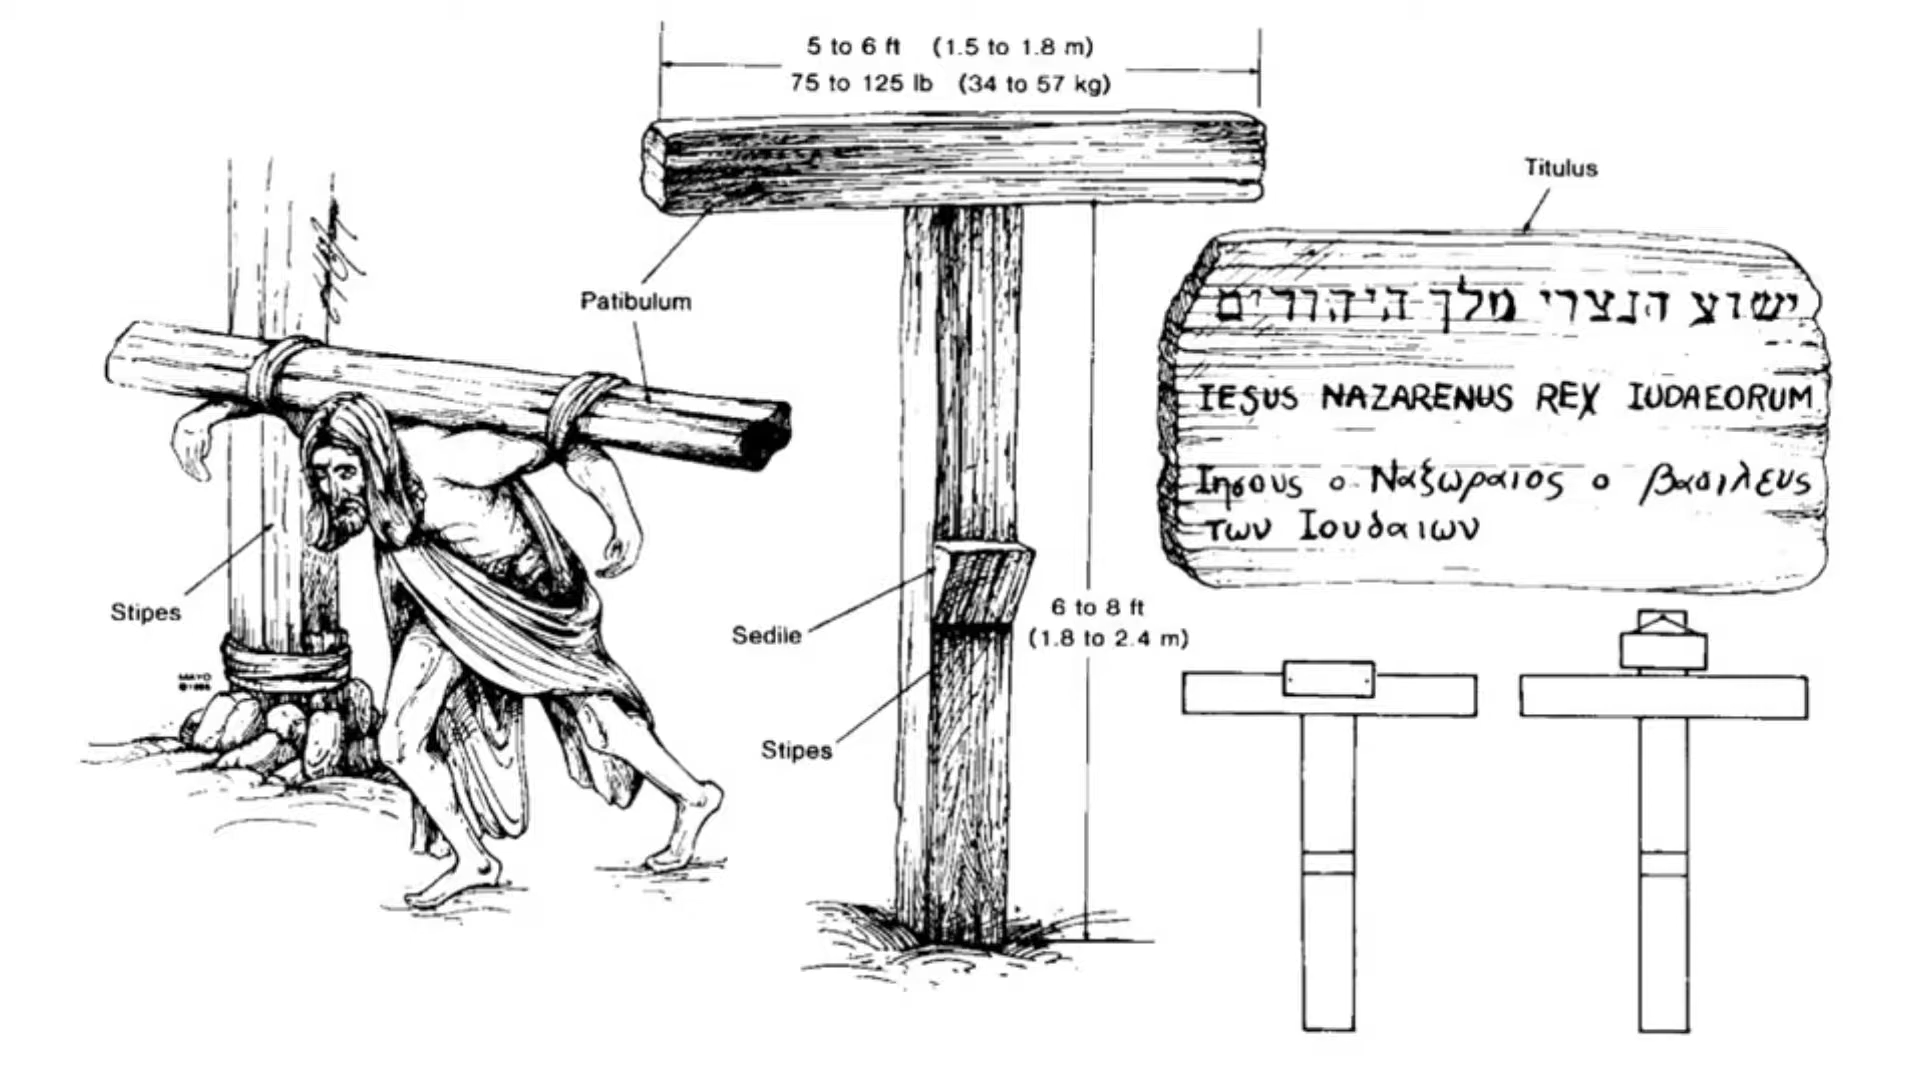 5 to 6 ft (1.5 to 1.8 m)
75 to 125 lb (34 to 57 kg)
Titulus
Patibulum
ישוע הנצרי מלך היהודים
IESUS NAZARENUS REX IUDAEORUM
Ιησους ο Ναξωραιος ο βασιλευς
των Ιουδαιων
Stipes
Sedile
6 to 8 ft
(1.8 to 2.4 m)
MAYO
Stipes